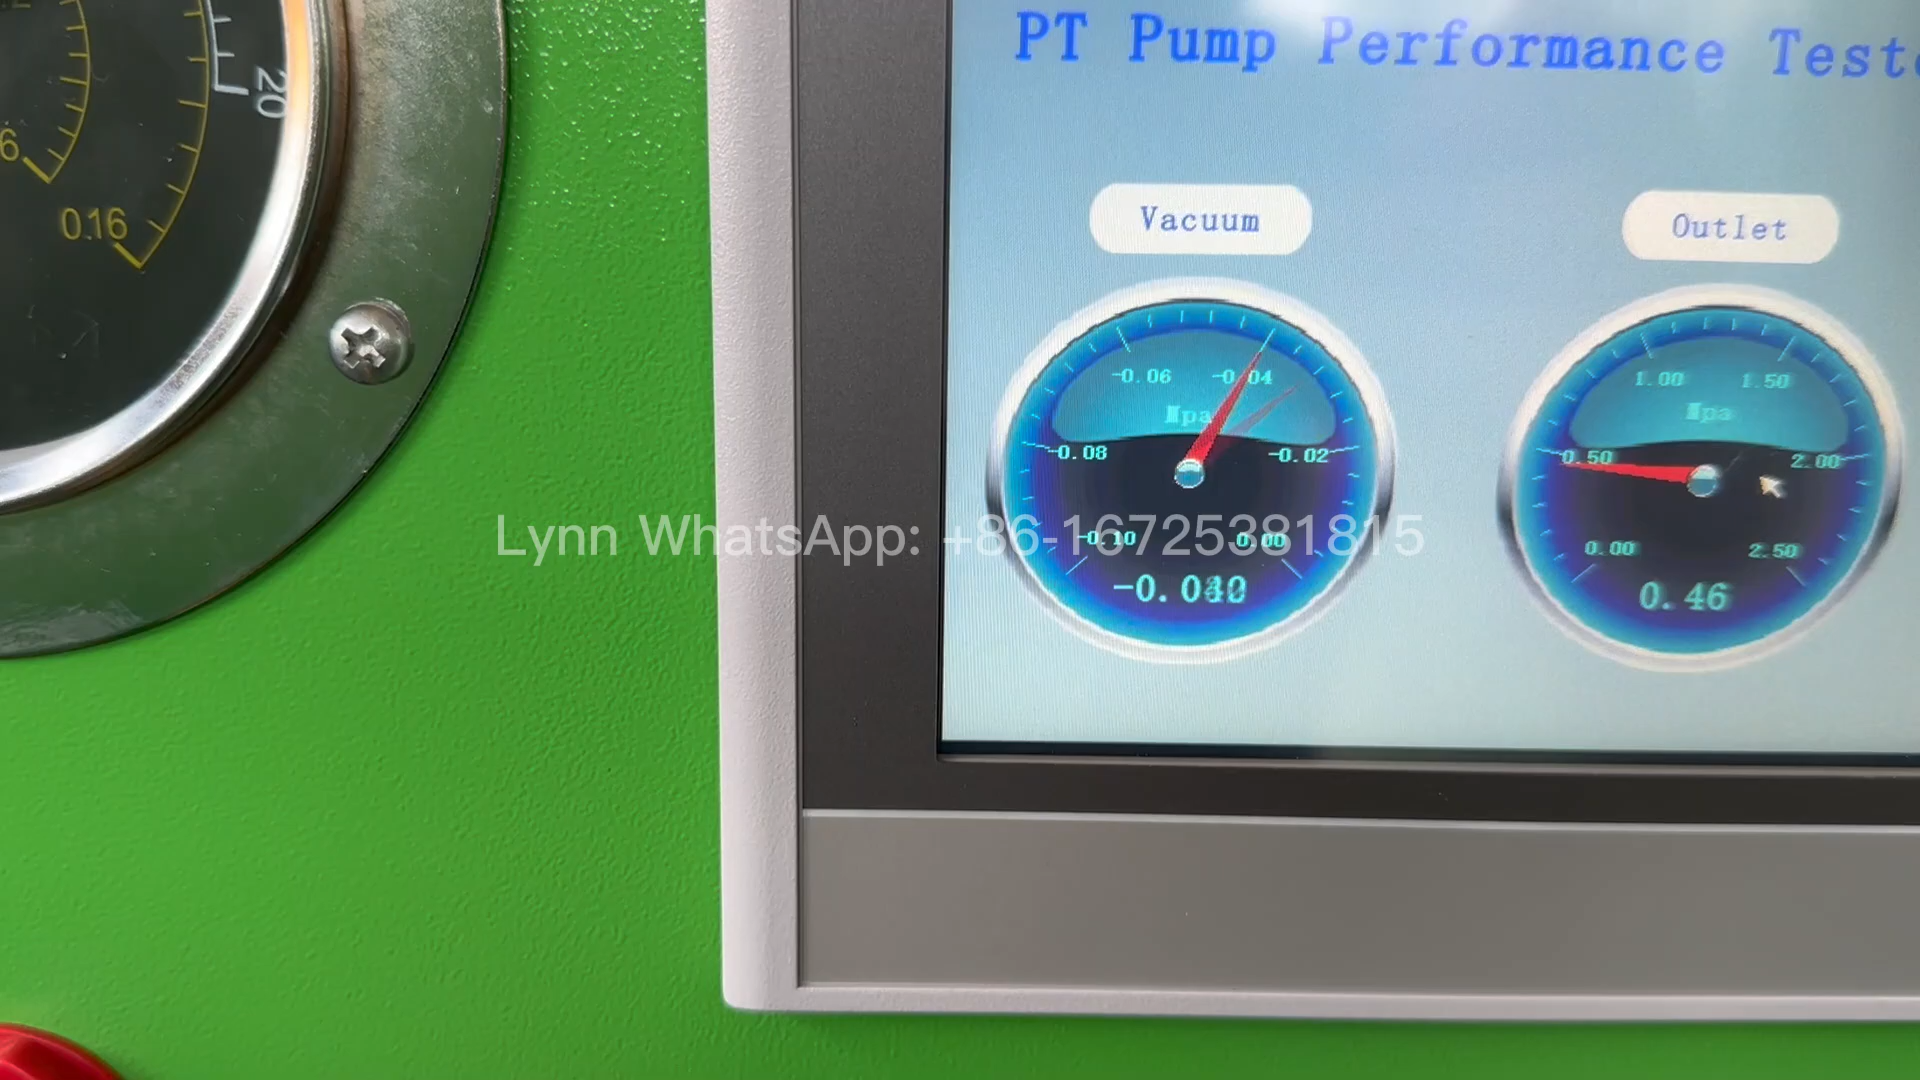 PT Pump Performance Teste
20
6
0.16
Vacuum
Outlet
-0.06
-0.04
Mpa
-0.08
-0.02
-0.10
0.00
1.00
1.50
Mpa
0.50
2.00
0.00
2.50
0.46
Lynn WhatsApp: +86-16725381815